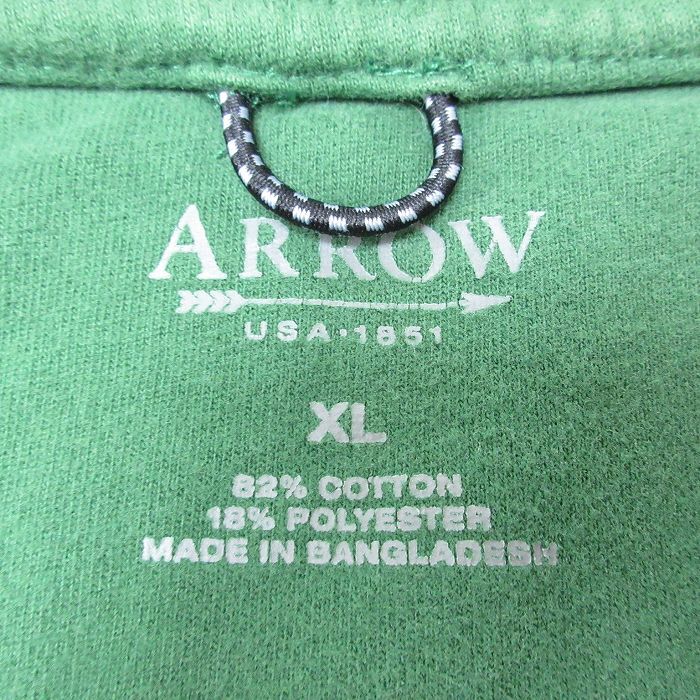 ARROW
USA·1851
XL
82% COTTON
18% POLYESTER
MADE IN BANGLADESH